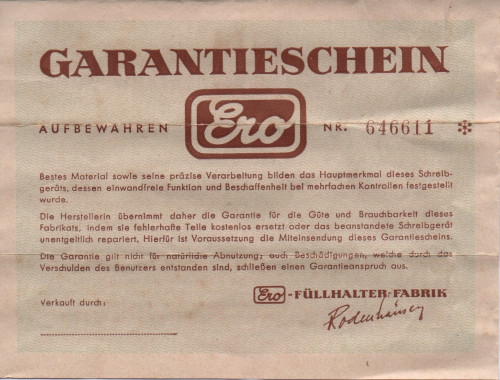 GARANTIESCHEIN
AUFBEWAHREN Ero NR. 646611 *
Bestes Material sowie seine präzise Verarbeitung bilden das Hauptmerkmal dieses Schreib-
geräts, dessen einwandfreie Funktion und Beschaffenheit bei mehrfachen Kontrollen festgestellt
wurde.
Die Herstellerin übernimmt daher die Garantie für die Güte und Brauchbarkeit dieses
Fabrikats, indem sie fehlerhafte Teile kostenlos ersetzt oder das beanstandete Schreibgerät
unentgeltlich repariert. Hierfür ist Voraussetzung die Miteinsendung dieses Garantiescheins.
Die Garantie gilt nicht für natürliche Abnutzung; auch Beschädigungen, welche durch das
Verschulden des Benutzers entstanden sind, schließen einen Garantieanspruch aus.
Verkauft durch:
Ero-FÜLLHALTER-FABRIK
Rodenhäuser